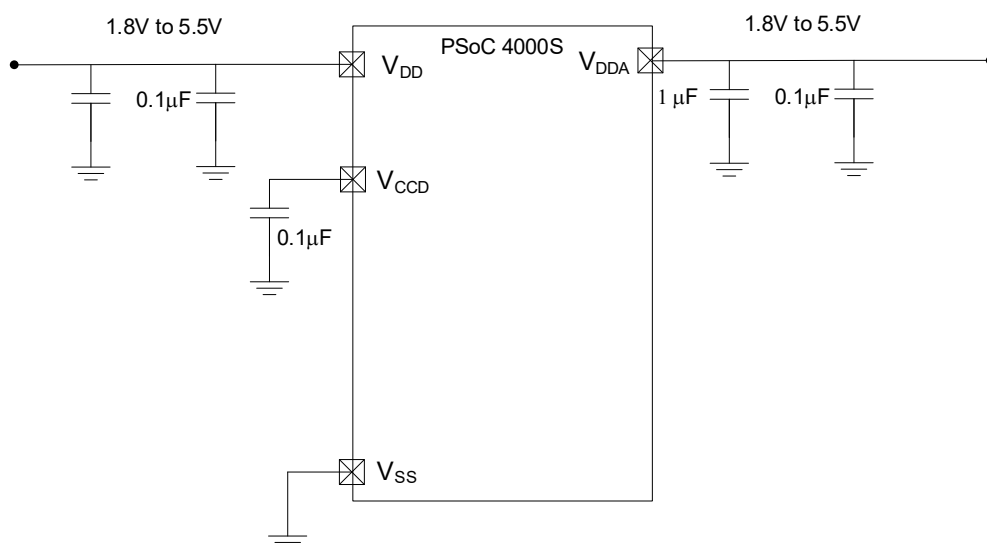 1.8V to 5.5V
1.8V to 5.5V
PSoC 4000S
VDD
VDDA
0.1μF
1 μF
0.1μF
VCCD
0.1μF
VSS